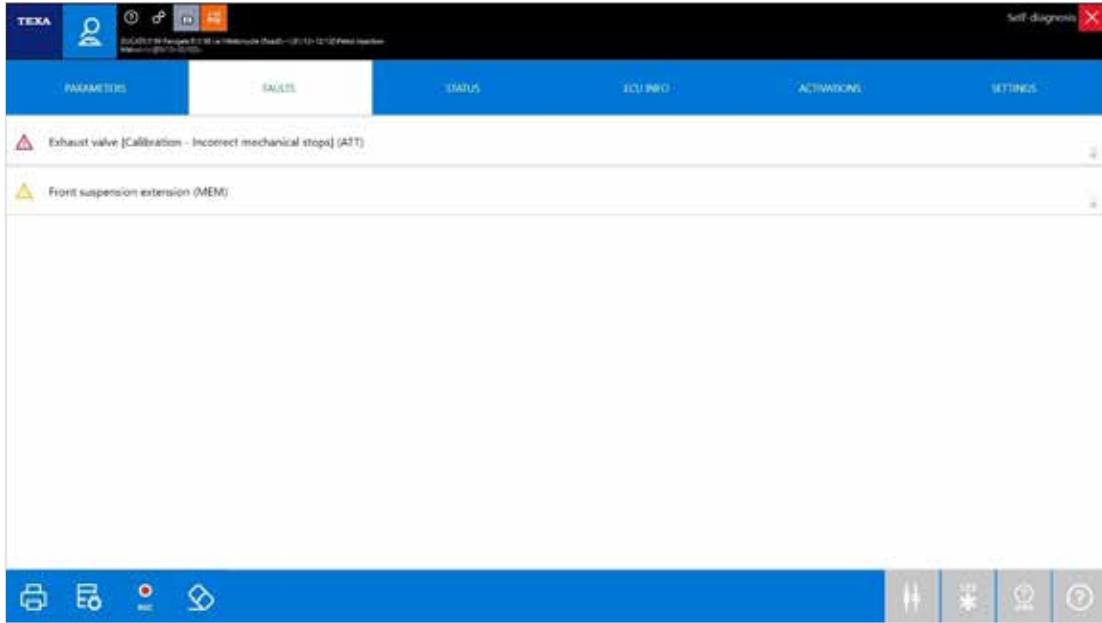 TEXA
Self-diagnosis
PARAMETERS
FAULTS
STATUS
ECU INFO
ACTIVATIONS
SETTINGS
Exhaust valve [Calibration - Incorrect mechanical stops] (ATT)
Front suspension extension (MEM)
REC